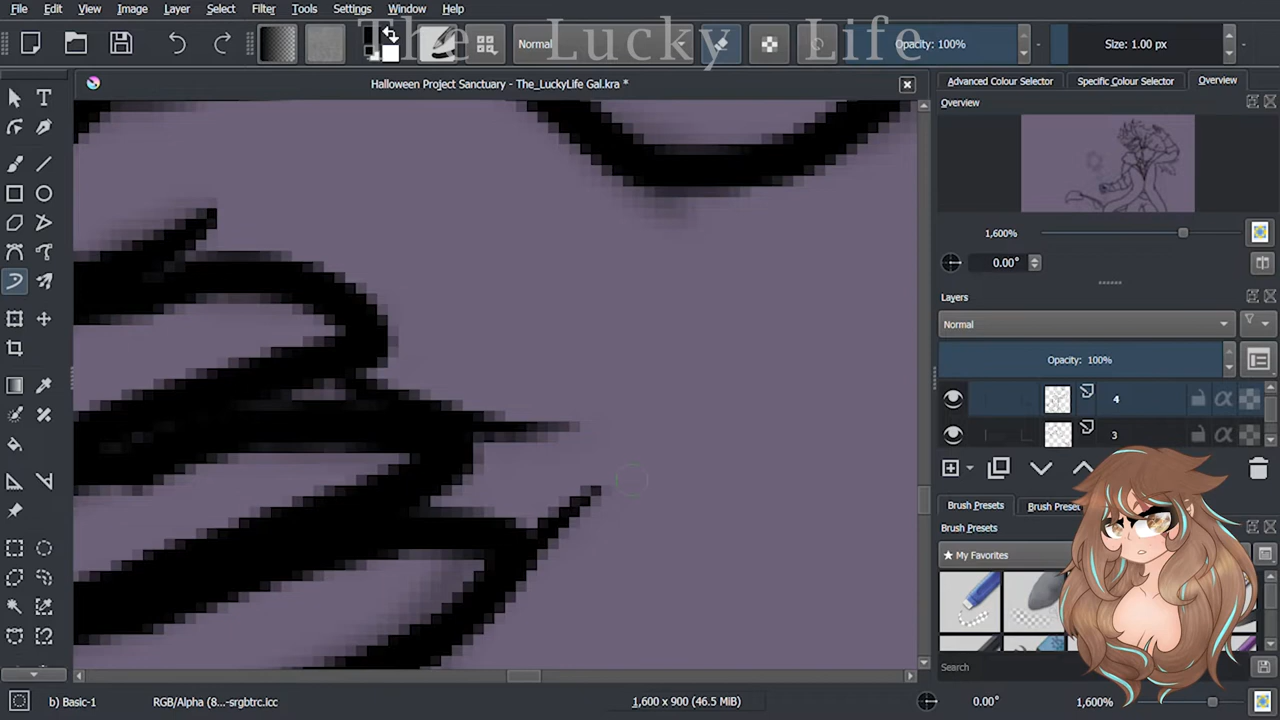 File Edit View Image Layer Select Filter Tools Settings Window Help
The Lucky Life
Normal
Opacity: 100%
Size: 1.00 px
Halloween Project Sanctuary - The_LuckyLife Gal.kra *
Advanced Colour Selector
Specific Colour Selector
Overview
Overview
1,600%
0.00°
Layers
Normal
Opacity: 100%
4
3
Brush Presets
Brush Preset
Brush Presets
★ My Favorites
Search
b) Basic-1
RGB/Alpha (8...-srgbtrc.icc
1,600 x 900 (46.5 MiB)
0.00°
1,600%